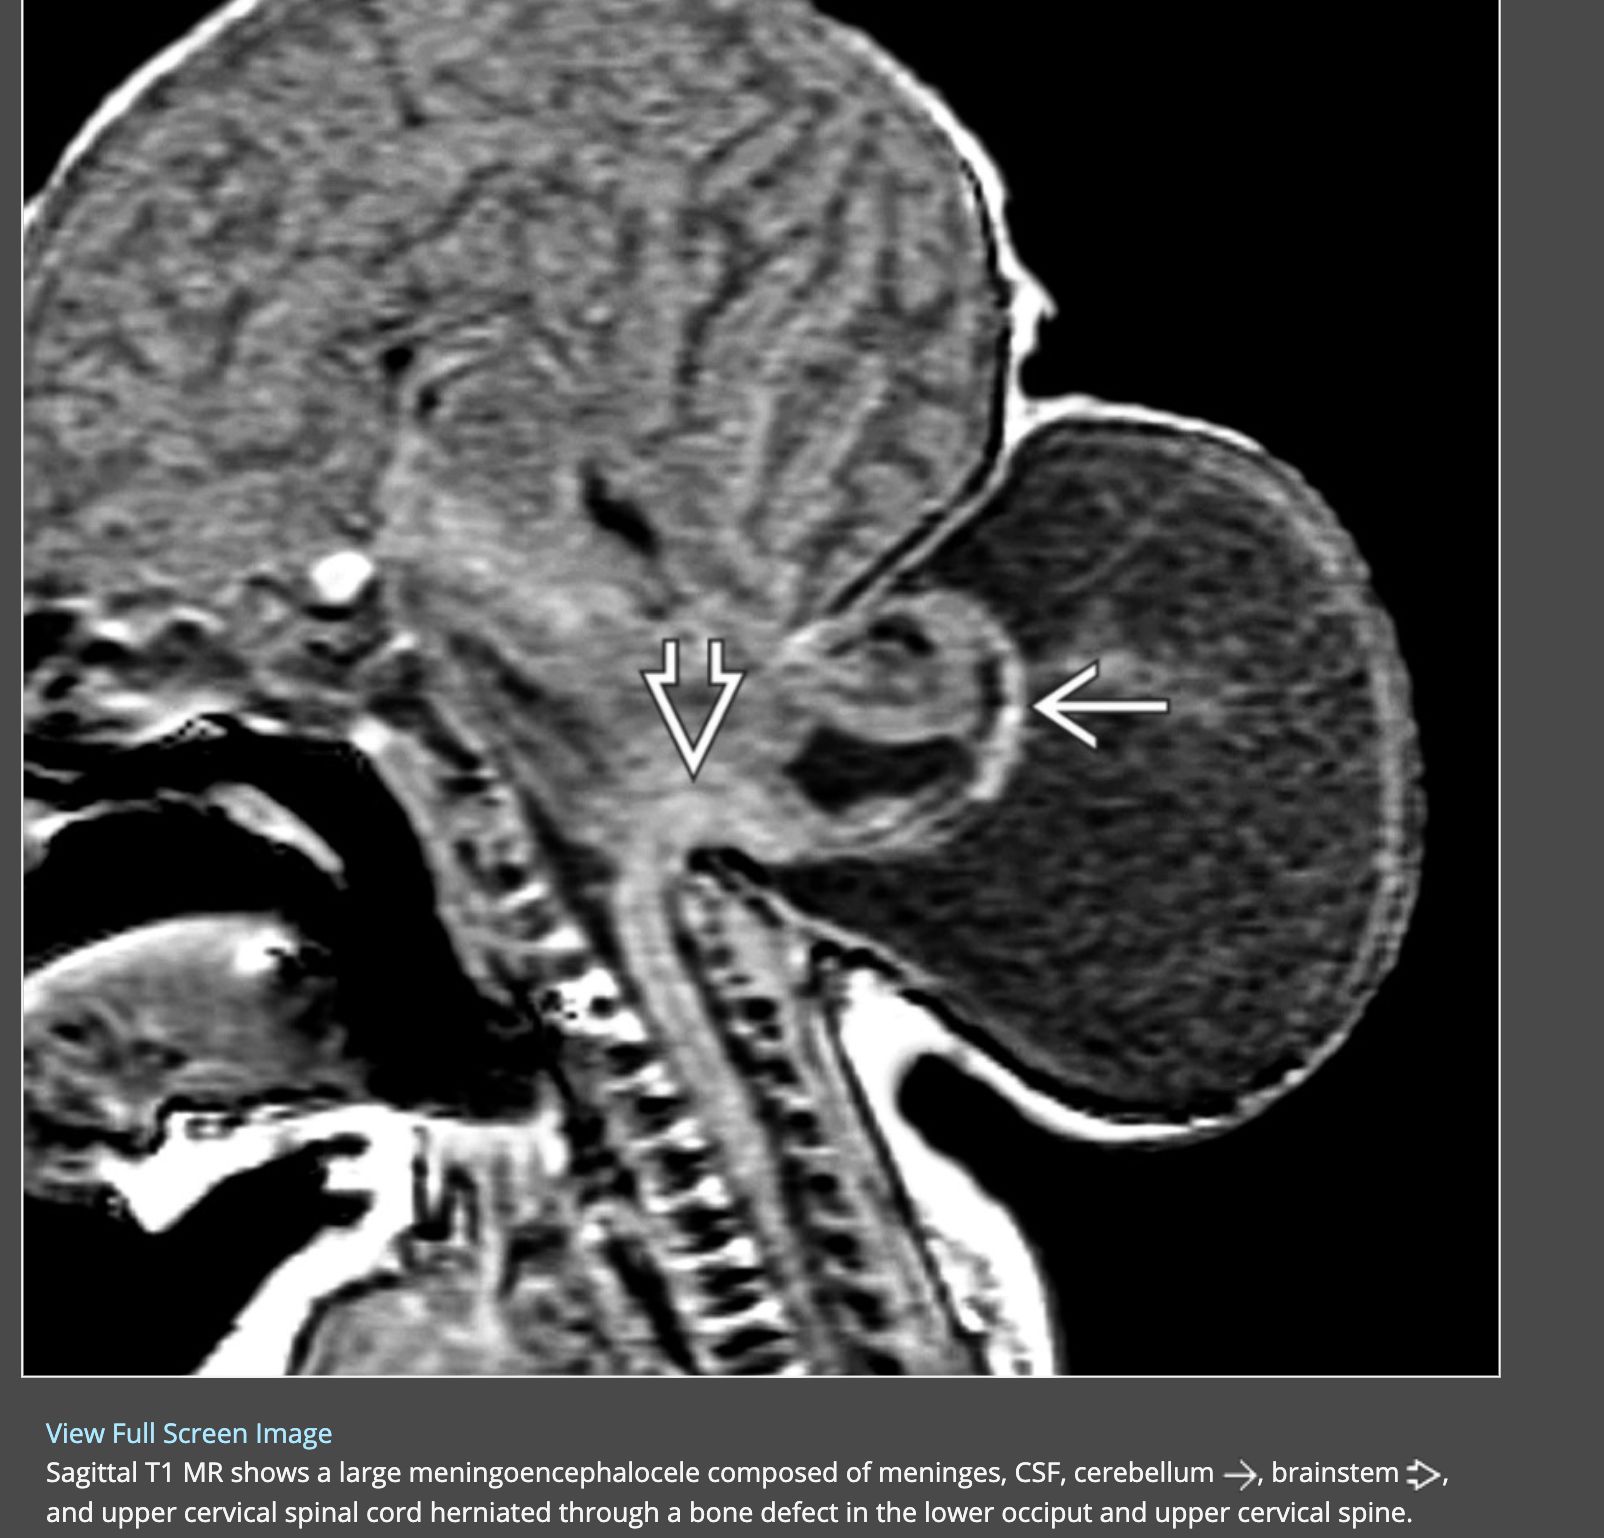 View Full Screen Image
Sagittal T1 MR shows a large meningoencephalocele composed of meninges, CSF, cerebellum , brainstem ,
and upper cervical spinal cord herniated through a bone defect in the lower occiput and upper cervical spine.